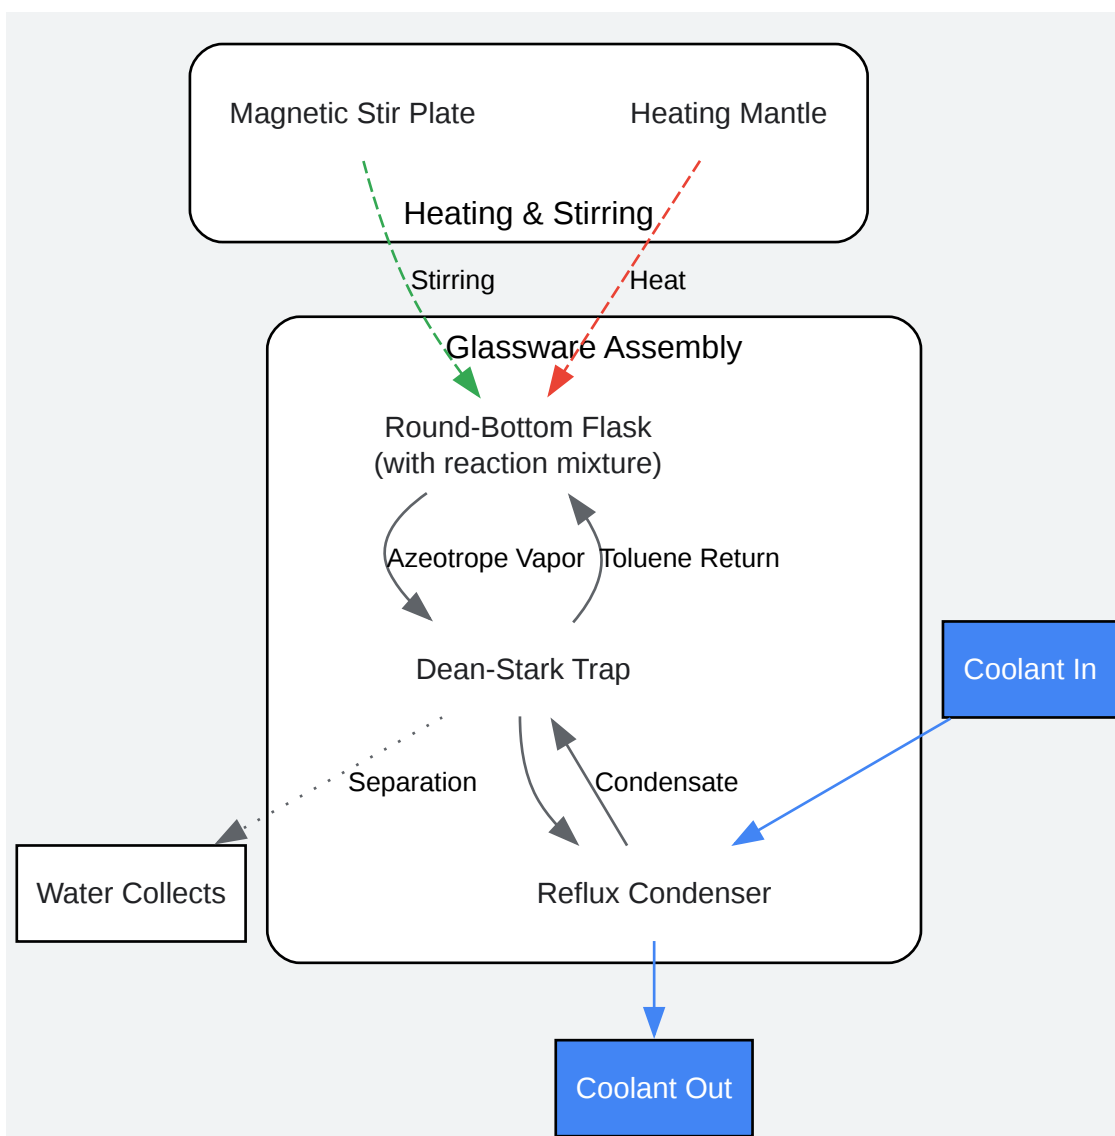 Magnetic Stir Plate
Heating Mantle
Heating & Stirring
Stirring
Heat
Glassware Assembly
Round-Bottom Flask
(with reaction mixture)
Azeotrope Vapor
Toluene Return
Dean-Stark Trap
Coolant In
Separation
Condensate
Water Collects
Reflux Condenser
Coolant Out